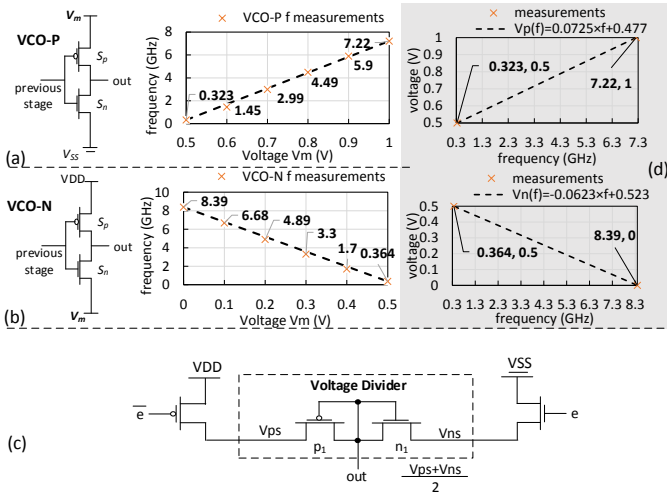 Vm
VCO-P
Sp
previous stage
out
Sn
VSS
(a)
VCO-P f measurements
frequency (GHz)
8
6
4
2
0
0.323
1.45
2.99
4.49
5.9
7.22
0.5 0.6 0.7 0.8 0.9 1
Voltage Vm (V)
measurements
Vp(f)=0.0725×f+0.477
voltage (V)
1
0.9
0.8
0.7
0.6
0.5
0.323, 0.5
7.22, 1
0.3 1.3 2.3 3.3 4.3 5.3 6.3 7.3
frequency (GHz)
(d)
VDD
VCO-N
Sp
previous stage
out
Sn
Vm
(b)
VCO-N f measurements
frequency (GHz)
10
8
6
4
2
0
8.39
6.68
4.89
3.3
1.7
0.364
0 0.1 0.2 0.3 0.4 0.5
Voltage Vm (V)
measurements
Vn(f)=-0.0623×f+0.523
voltage (V)
0.5
0.4
0.3
0.2
0.1
0
0.364, 0.5
8.39, 0
0.3 1.3 2.3 3.3 4.3 5.3 6.3 7.3 8.3
frequency (GHz)
(c)
VDD
e
Voltage Divider
Vps
p1
n1
Vns
VSS
e
out
Vps+Vns
2